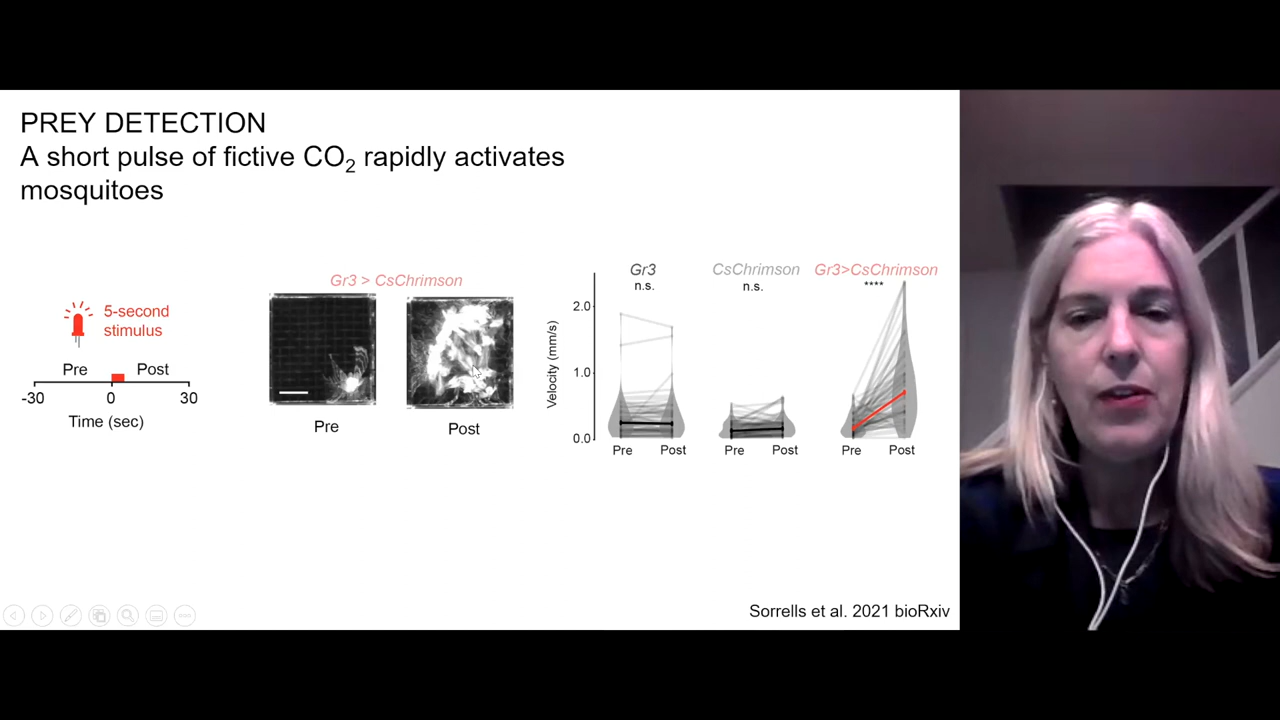 PREY DETECTION
A short pulse of fictive CO₂ rapidly activates
mosquitoes
5-second
stimulus
Pre
Post
-30
0
30
Time (sec)
Gr3 > CsChrimson
Pre
Post
Velocity (mm/s)
2.0
1.0
0.0
Gr3
n.s.
Pre
Post
CsChrimson
n.s.
Pre
Post
Gr3>CsChrimson
****
Pre
Post
Sorrells et al. 2021 bioRxiv